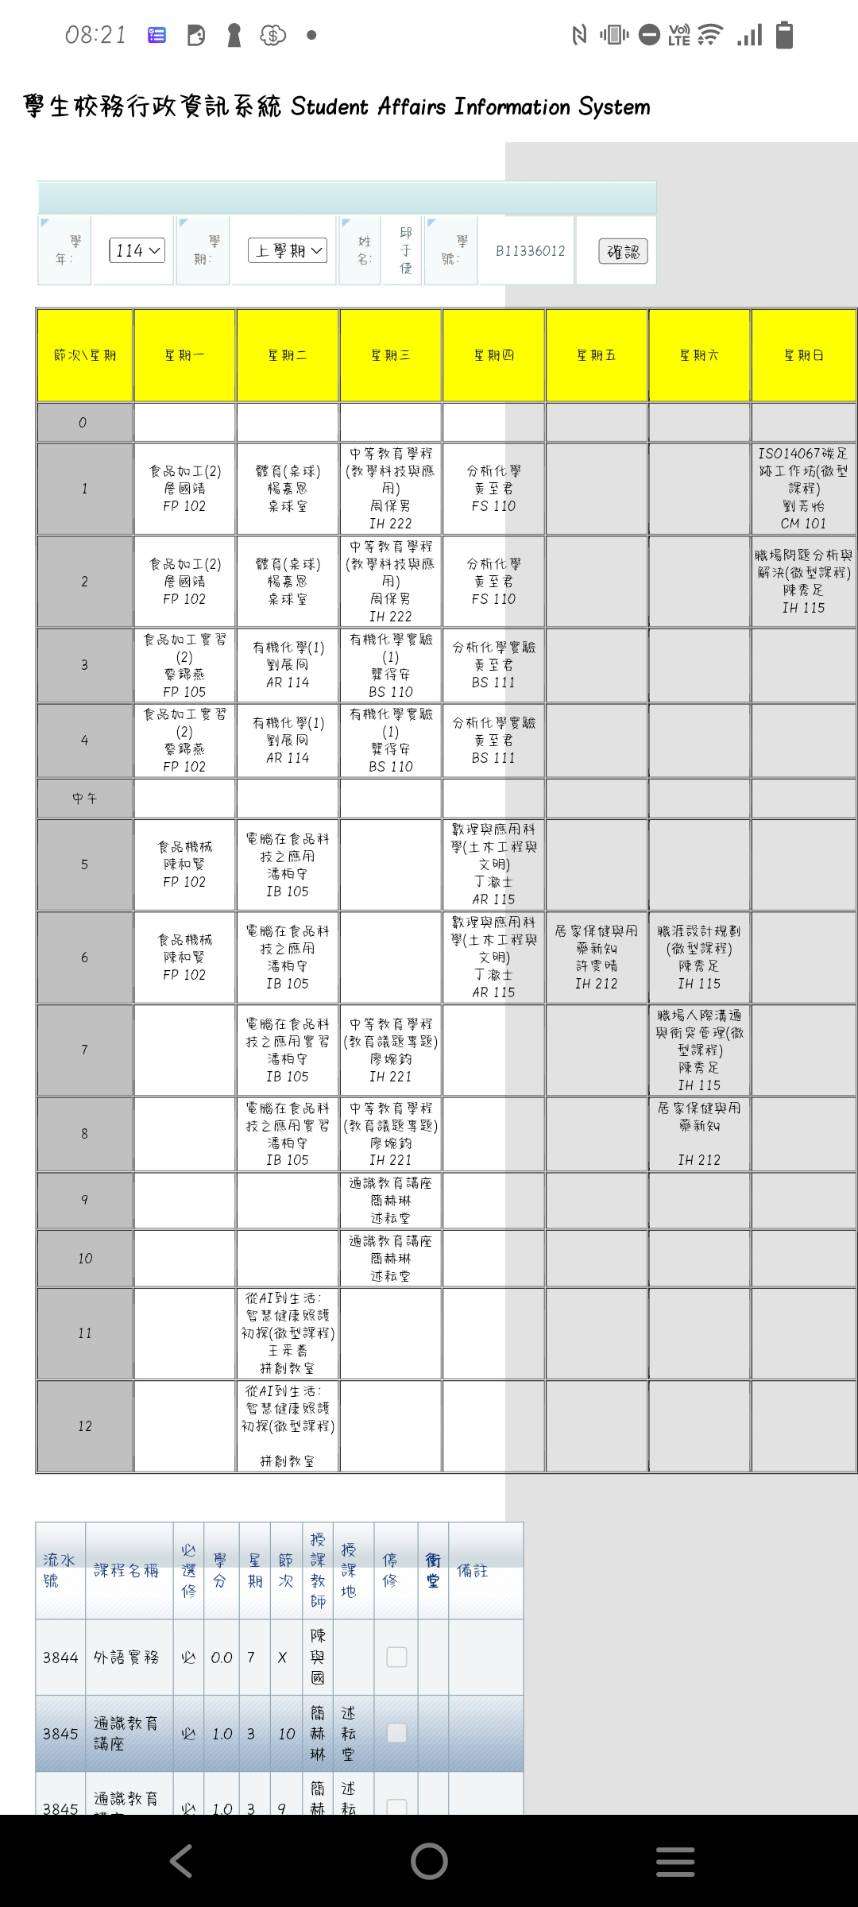 08:21
學生校務行政資訊系統 Student Affairs Information System
學年: 114 學期: 上學期 姓名: 邱于倢 學號: B11336012 確認
節次\星期 星期一 星期二 星期三 星期四 星期五 星期六 星期日
0
1
食品加工(2)
詹國靖
FP 102
體育(桌球)
楊嘉恩
桌球室
中等教育學程
(教學科技與應
用)
周保男
IH 222
分析化學
黃至君
FS 110
ISO14067碳足
跡工作坊(微型
課程)
劉芳怡
CM 101
2
食品加工(2)
詹國靖
FP 102
體育(桌球)
楊嘉恩
桌球室
中等教育學程
(教學科技與應
用)
周保男
IH 222
分析化學
黃至君
FS 110
職場問題分析與
解決(微型課程)
陳秀足
IH 115
3
食品加工實習
(2)
錦燕
FP 105
有機化學(1)
劉展冏
AR 114
有機化學實驗
(1)
龔得安
BS 110
分析化學實驗
黃至君
BS 111
4
食品加工實習
(2)
錦燕
FP 102
有機化學(1)
劉展冏
AR 114
有機化學實驗
(1)
龔得安
BS 110
分析化學實驗
黃至君
BS 111
中午
5
食品機械
陳和賢
FP 102
電腦在食品科
技之應用
潘柏守
IB 105
數理與應用科
學(土木工程與
文明)
丁澈士
AR 115
6
食品機械
陳和賢
FP 102
電腦在食品科
技之應用
潘柏守
IB 105
數理與應用科
學(土木工程與
文明)
丁澈士
AR 115
居家保健與用
藥新知
許雯晴
IH 212
職涯設計規劃
(微型課程)
陳秀足
IH 115
7
電腦在食品科
技之應用實習
潘柏守
IB 105
中等教育學程
(教育議題專題)
廖婉鈞
IH 221
職場人際溝通
與衝突管理(微
型課程)
陳秀足
IH 115
8
電腦在食品科
技之應用實習
潘柏守
IB 105
中等教育學程
(教育議題專題)
廖婉鈞
IH 221
居家保健與用
藥新知
IH 212
9
通識教育講座
簡赫琳
述耘堂
10
通識教育講座
簡赫琳
述耘堂
11
從AI到生活:
智慧健康照護
初探(微型課程)
王采蕎
拼創教室
12
從AI到生活:
智慧健康照護
初探(微型課程)
拼創教室
流水號 課程名稱 必選修 學分 星期 節次 授課教師 授課地 停修 衝堂 備註
3844 外語實務 必 0.0 7 X 陳與國
3845 通識教育講座 必 1.0 3 10 簡赫琳 述耘堂
3845 通識教育 必 1.0 3 9 簡赫 述耘